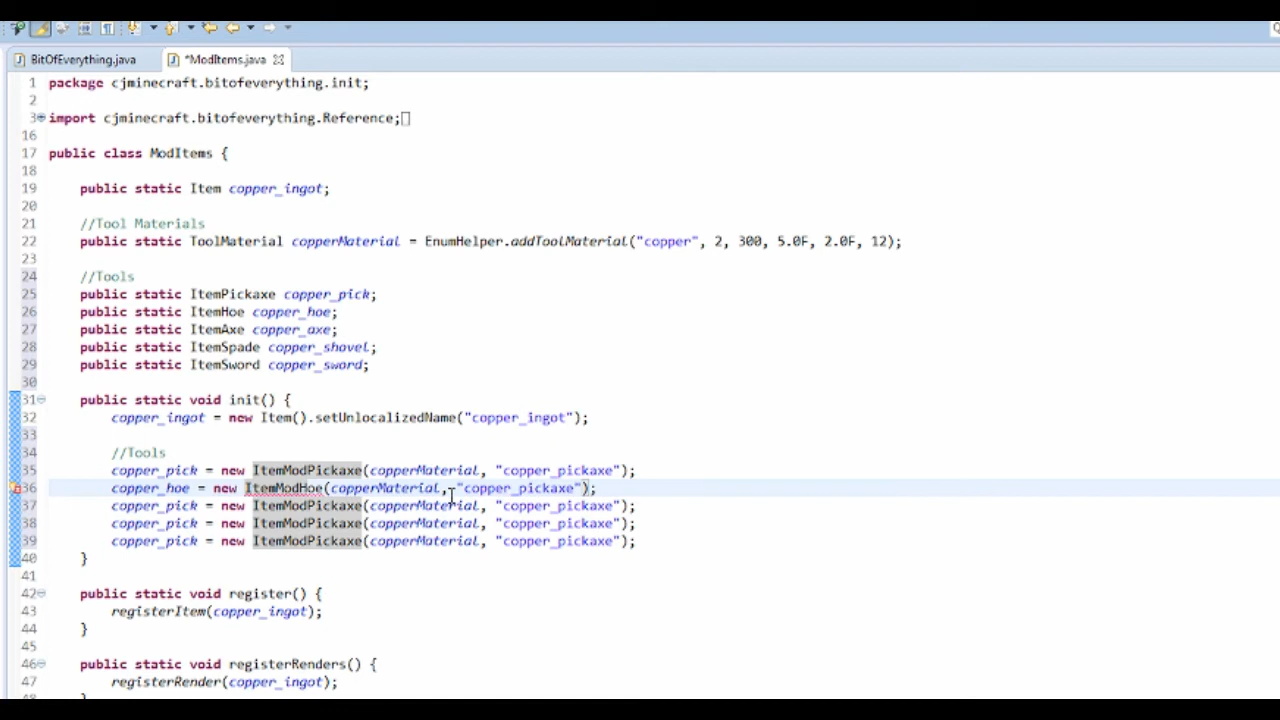 BitOfEverything.java
*ModItems.java
1 package cjminecraft.bitofeverything.init;
2
3 import cjminecraft.bitofeverything.Reference;
16
17 public class ModItems {
18
19 public static Item copper_ingot;
20
21 //Tool Materials
22 public static ToolMaterial copperMaterial = EnumHelper.addToolMaterial("copper", 2, 300, 5.0F, 2.0F, 12);
23
24 //Tools
25 public static ItemPickaxe copper_pick;
26 public static ItemHoe copper_hoe;
27 public static ItemAxe copper_axe;
28 public static ItemSpade copper_shovel;
29 public static ItemSword copper_sword;
30
31 public static void init() {
32 copper_ingot = new Item().setUnlocalizedName("copper_ingot");
33
34 //Tools
35 copper_pick = new ItemModPickaxe(copperMaterial, "copper_pickaxe");
36 copper_hoe = new ItemModHoe(copperMaterial, "copper_pickaxe");
37 copper_pick = new ItemModPickaxe(copperMaterial, "copper_pickaxe");
38 copper_pick = new ItemModPickaxe(copperMaterial, "copper_pickaxe");
39 copper_pick = new ItemModPickaxe(copperMaterial, "copper_pickaxe");
40 }
41
42 public static void register() {
43 registerItem(copper_ingot);
44 }
45
46 public static void registerRenders() {
47 registerRender(copper_ingot);